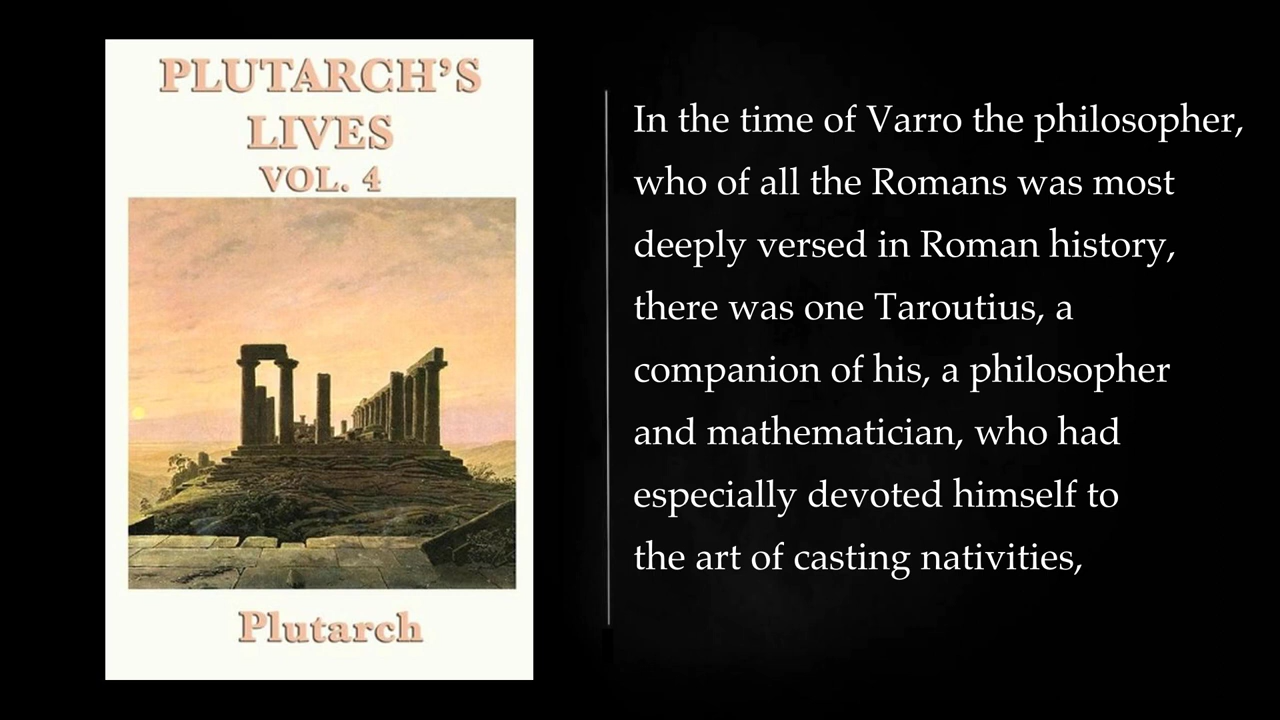 PLUTARCH'S
LIVES
VOL. 4
Plutarch
In the time of Varro the philosopher,
who of all the Romans was most
deeply versed in Roman history,
there was one Taroutius, a
companion of his, a philosopher
and mathematician, who had
especially devoted himself to
the art of casting nativities,